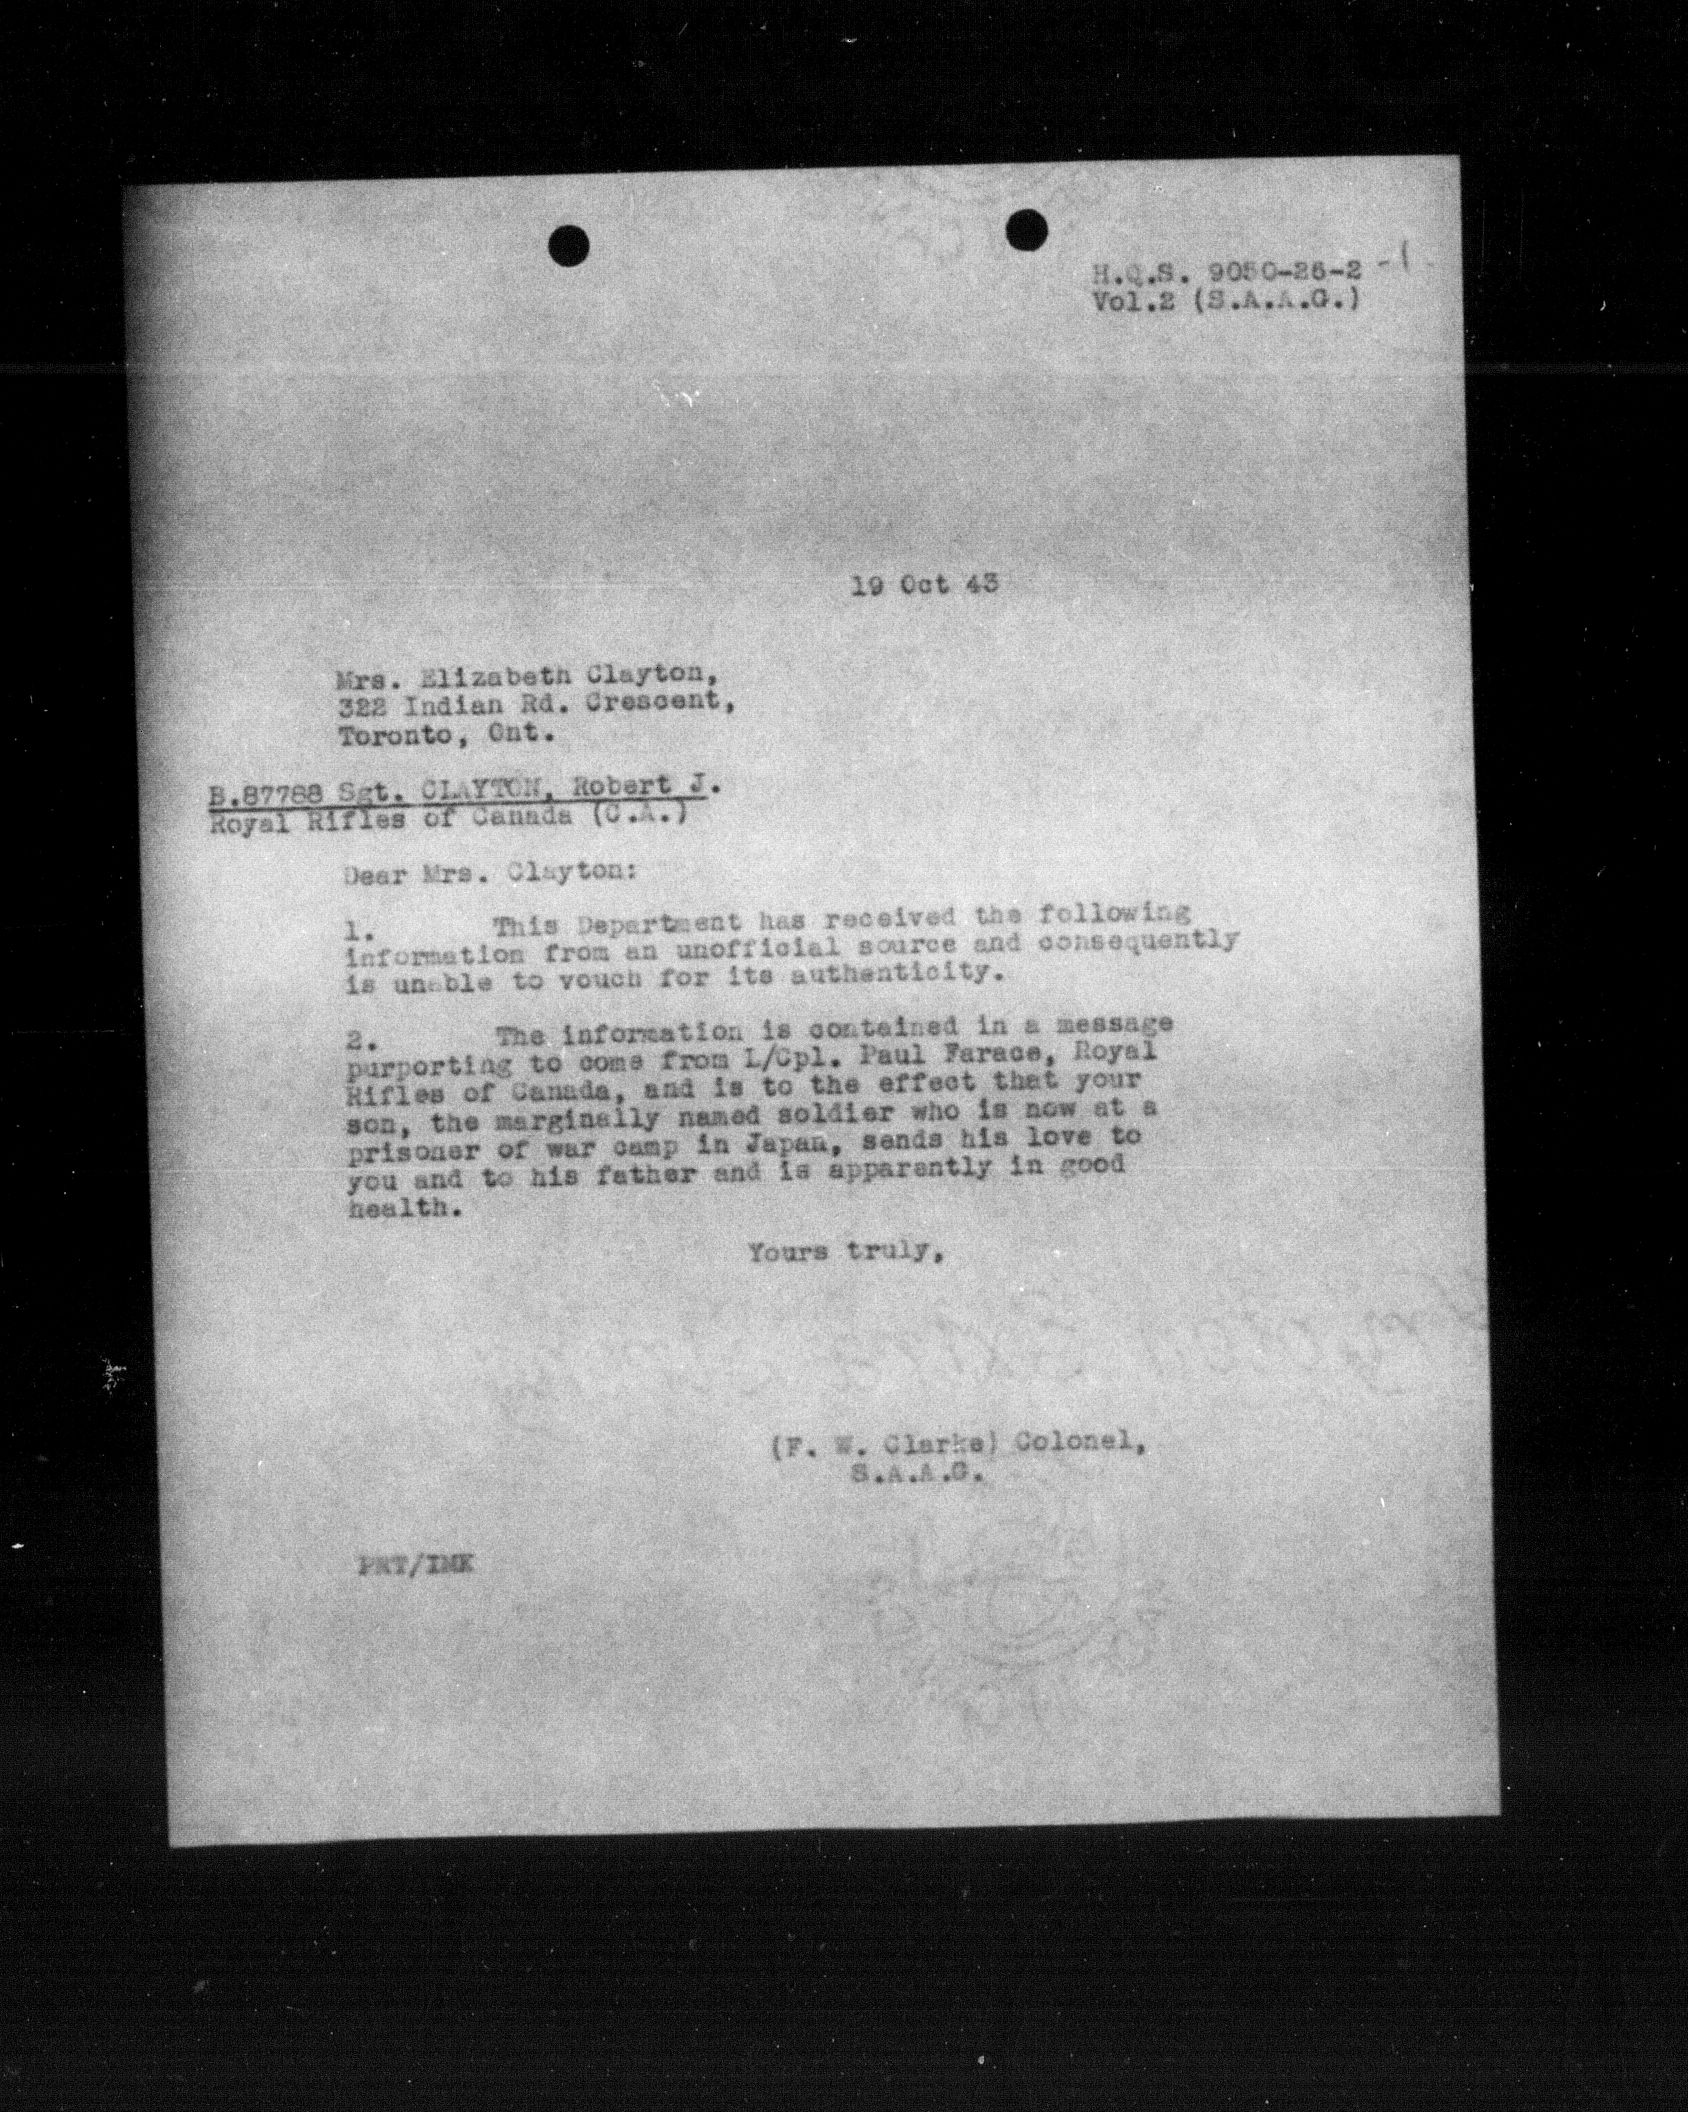 H.Q.S. 9050-26-2 -1
Vol.2 (S.A.A.G.)
19 Oct 43
Mrs. Elizabeth Clayton,
322 Indian Rd. Crescent,
Toronto, Ont.
B.87788 Sgt. CLAYTON, Robert J.
Royal Rifles of Canada (C.A.)
Dear Mrs. Clayton:
1. This Department has received the following
information from an unofficial source and consequently
is unable to vouch for its authenticity.
2. The information is contained in a message
purporting to come from L/Cpl. Paul Farace, Royal
Rifles of Canada, and is to the effect that your
son, the marginally named soldier who is now at a
prisoner of war camp in Japan, sends his love to
you and to his father and is apparently in good
health.
Yours truly,
(F. W. Clarke) Colonel,
S.A.A.G.
PRT/IMK